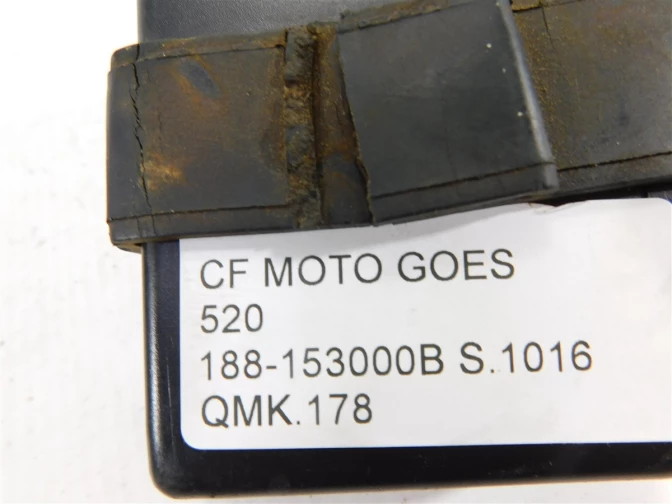 CF MOTO GOES
520
188-153000B S.1016
QMK.178